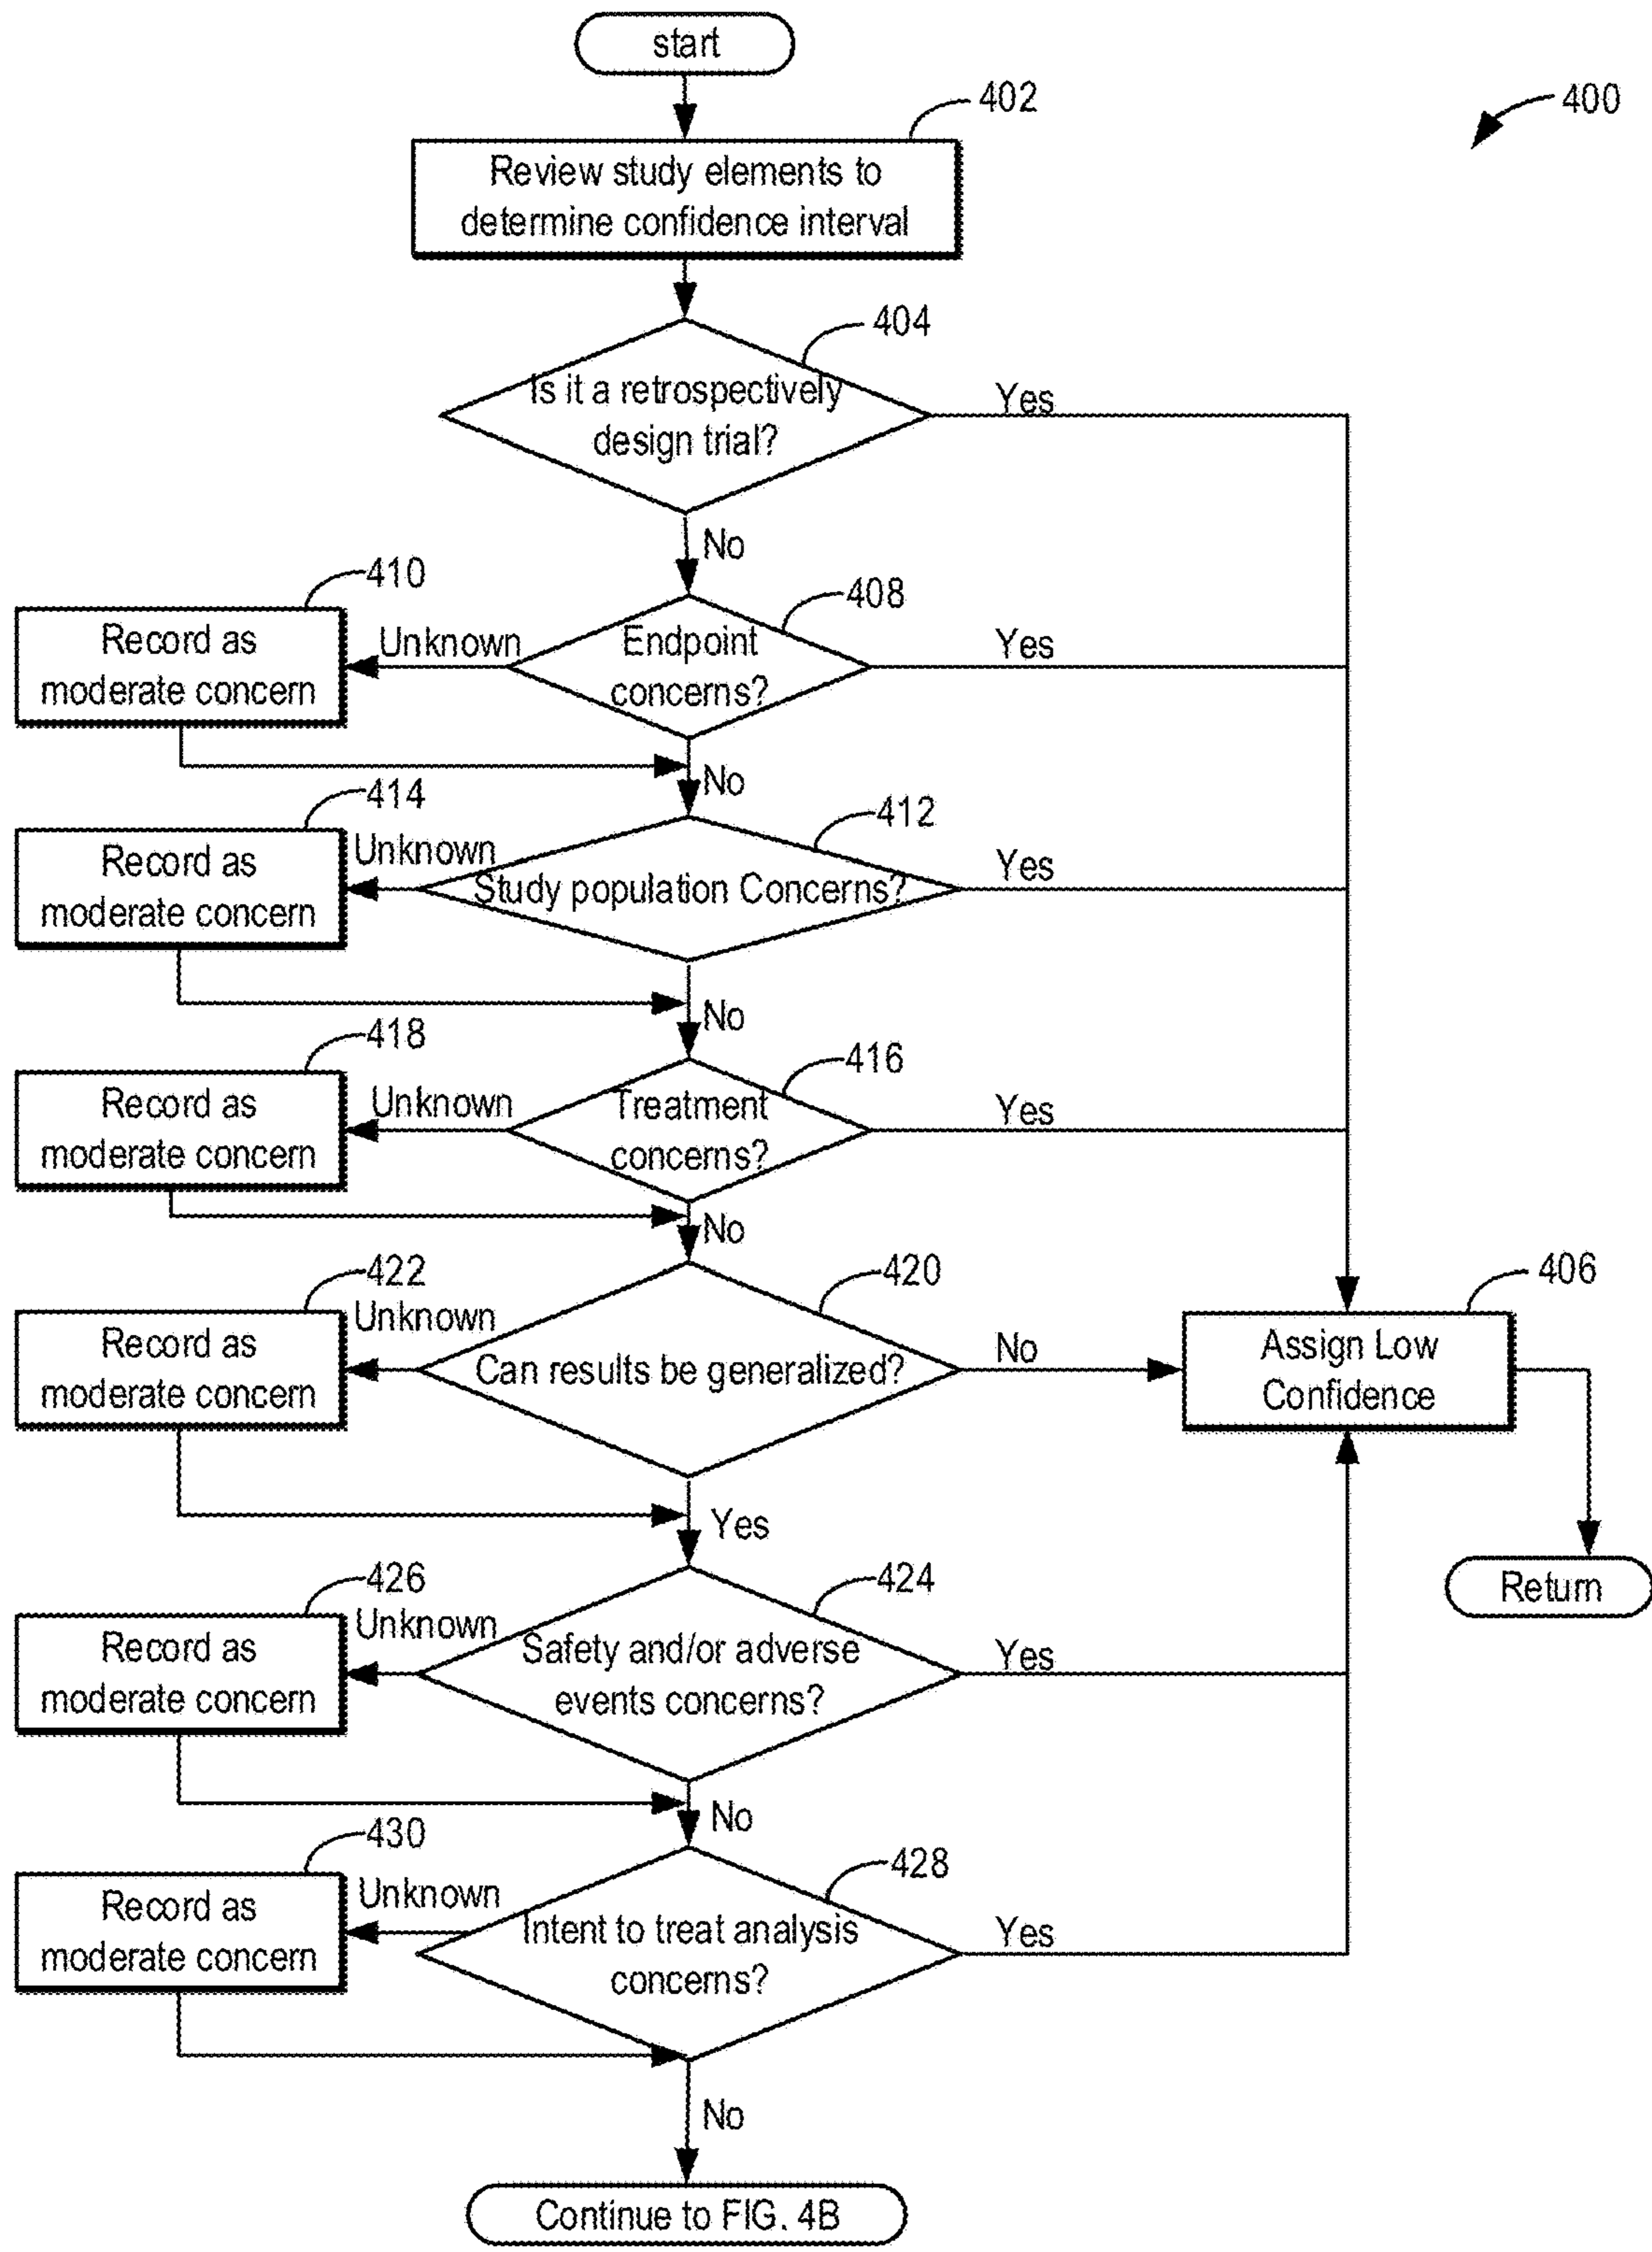 start
402
400
Review study elements to
determine confidence interval
404
Is it a retrospectively
design trial?
Yes
No
410
408
Record as
moderate concern
Unknown
Endpoint
concerns?
Yes
No
414
412
Record as
moderate concern
Unknown
Study population Concerns?
Yes
No
418
416
Record as
moderate concern
Unknown
Treatment
concerns?
Yes
No
422
420
406
Record as
moderate concern
Unknown
Can results be generalized?
No
Assign Low
Confidence
Yes
Return
426
424
Record as
moderate concern
Unknown
Safety and/or adverse
events concerns?
Yes
No
430
428
Record as
moderate concern
Unknown
Intent to treat analysis
concerns?
Yes
No
Continue to FIG. 4B